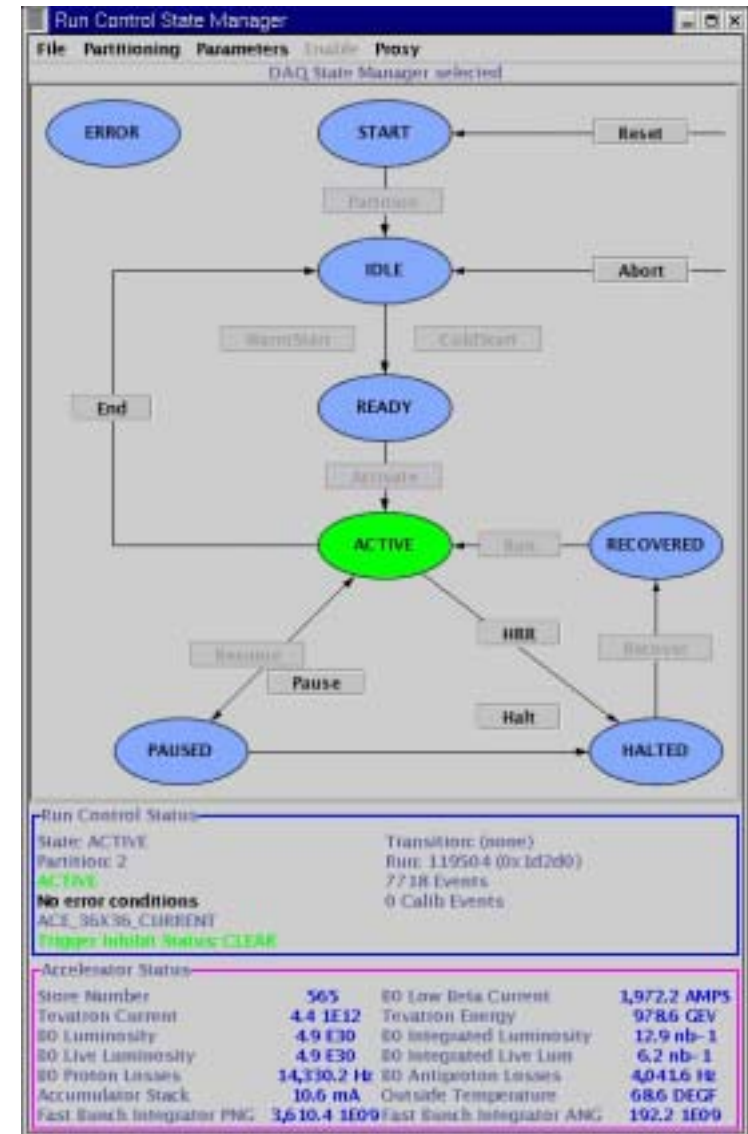 Run Control State Manager
File Partitioning Parameters Enable Proxy
DAQ State Manager selected
ERROR
START
Reset
Partition
IDLE
Abort
WarmStart
ColdStart
End
READY
Activate
ACTIVE
Run
RECOVERED
HRR
Resume
Recover
Pause
Halt
PAUSED
HALTED
Run Control Status
State: ACTIVE Transition: (none)
Partition: 2 Run: 119504 (0x1d2d0)
ACTIVE 7718 Events
No error conditions 0 Calib Events
ACE_36X36_CURRENT
Trigger Inhibit Status: CLEAR
Accelerator Status
Store Number 565 B0 Low Beta Current 1,972.2 AMPS
Tevatron Current 4.4 1E12 Tevatron Energy 978.6 GEV
B0 Luminosity 4.9 E30 B0 Integrated Luminosity 12.9 nb-1
B0 Live Luminosity 4.9 E30 B0 Integrated Live Lum 6.2 nb-1
B0 Proton Losses 14,330.2 Hz B0 Antiproton Losses 4,041.6 Hz
Accumulator Stack 10.6 mA Outside Temperature 68.6 DEGF
Fast Bunch Integrator PNG 3,610.4 1E09 Fast Bunch Integrator ANG 192.2 1E09